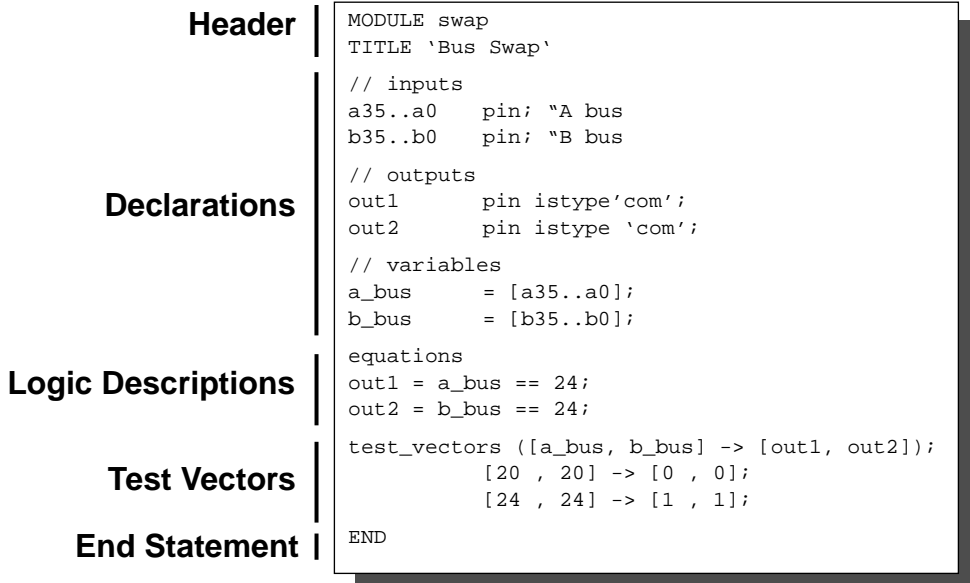 Header
MODULE swap
TITLE ‘Bus Swap‘
// inputs
a35..a0    pin; “A bus
b35..b0    pin; “B bus
Declarations
// outputs
out1       pin istype’com’;
out2       pin istype ‘com’;
// variables
a_bus      = [a35..a0];
b_bus      = [b35..b0];
Logic Descriptions
equations
out1 = a_bus == 24;
out2 = b_bus == 24;
Test Vectors
test_vectors ([a_bus, b_bus] -> [out1, out2]);
[20 , 20] -> [0 , 0];
[24 , 24] -> [1 , 1];
End Statement
END